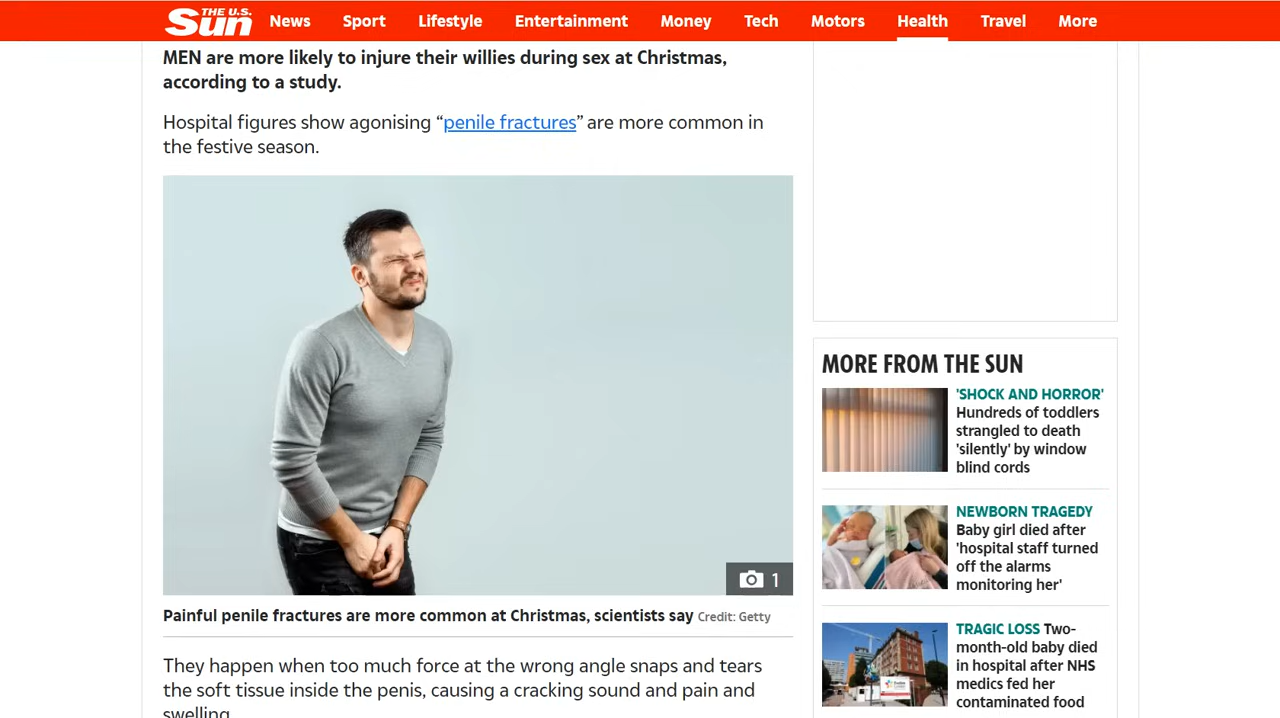 THE U.S.
Sun
News Sport Lifestyle Entertainment Money Tech Motors Health Travel More
MEN are more likely to injure their willies during sex at Christmas,
according to a study.
Hospital figures show agonising “penile fractures” are more common in
the festive season.
1
Painful penile fractures are more common at Christmas, scientists say Credit: Getty
They happen when too much force at the wrong angle snaps and tears
the soft tissue inside the penis, causing a cracking sound and pain and
swelling
MORE FROM THE SUN
'SHOCK AND HORROR'
Hundreds of toddlers
strangled to death
'silently' by window
blind cords
NEWBORN TRAGEDY
Baby girl died after
'hospital staff turned
off the alarms
monitoring her'
TRAGIC LOSS Two-
month-old baby died
in hospital after NHS
medics fed her
contaminated food